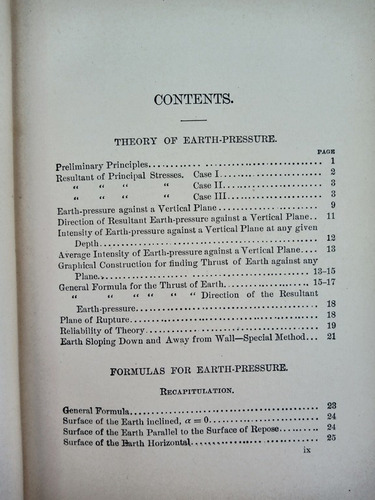 CONTENTS.
THEORY OF EARTH-PRESSURE.
PAGE
Preliminary Principles 1
Resultant of Principal Stresses. Case I 2
" " " " Case II 3
" " " " Case III 3
Earth-pressure against a Vertical Plane 9
Direction of Resultant Earth-pressure against a Vertical Plane.. 11
Intensity of Earth-pressure against a Vertical Plane at any given
Depth 12
Average Intensity of Earth-pressure against a Vertical Plane 13
Graphical Construction for finding Thrust of Earth against any
Plane 13-15
General Formula for the Thrust of Earth 15-17
" " " " " " Direction of the Resultant
Earth-pressure 18
Plane of Rupture 18
Reliability of Theory 19
Earth Sloping Down and Away from Wall—Special Method 21
FORMULAS FOR EARTH-PRESSURE.
RECAPITULATION.
General Formula 23
Surface of the Earth inclined, α = 0 24
Surface of the Earth Parallel to the Surface of Repose 24
Surface of the Earth Horizontal 25
ix